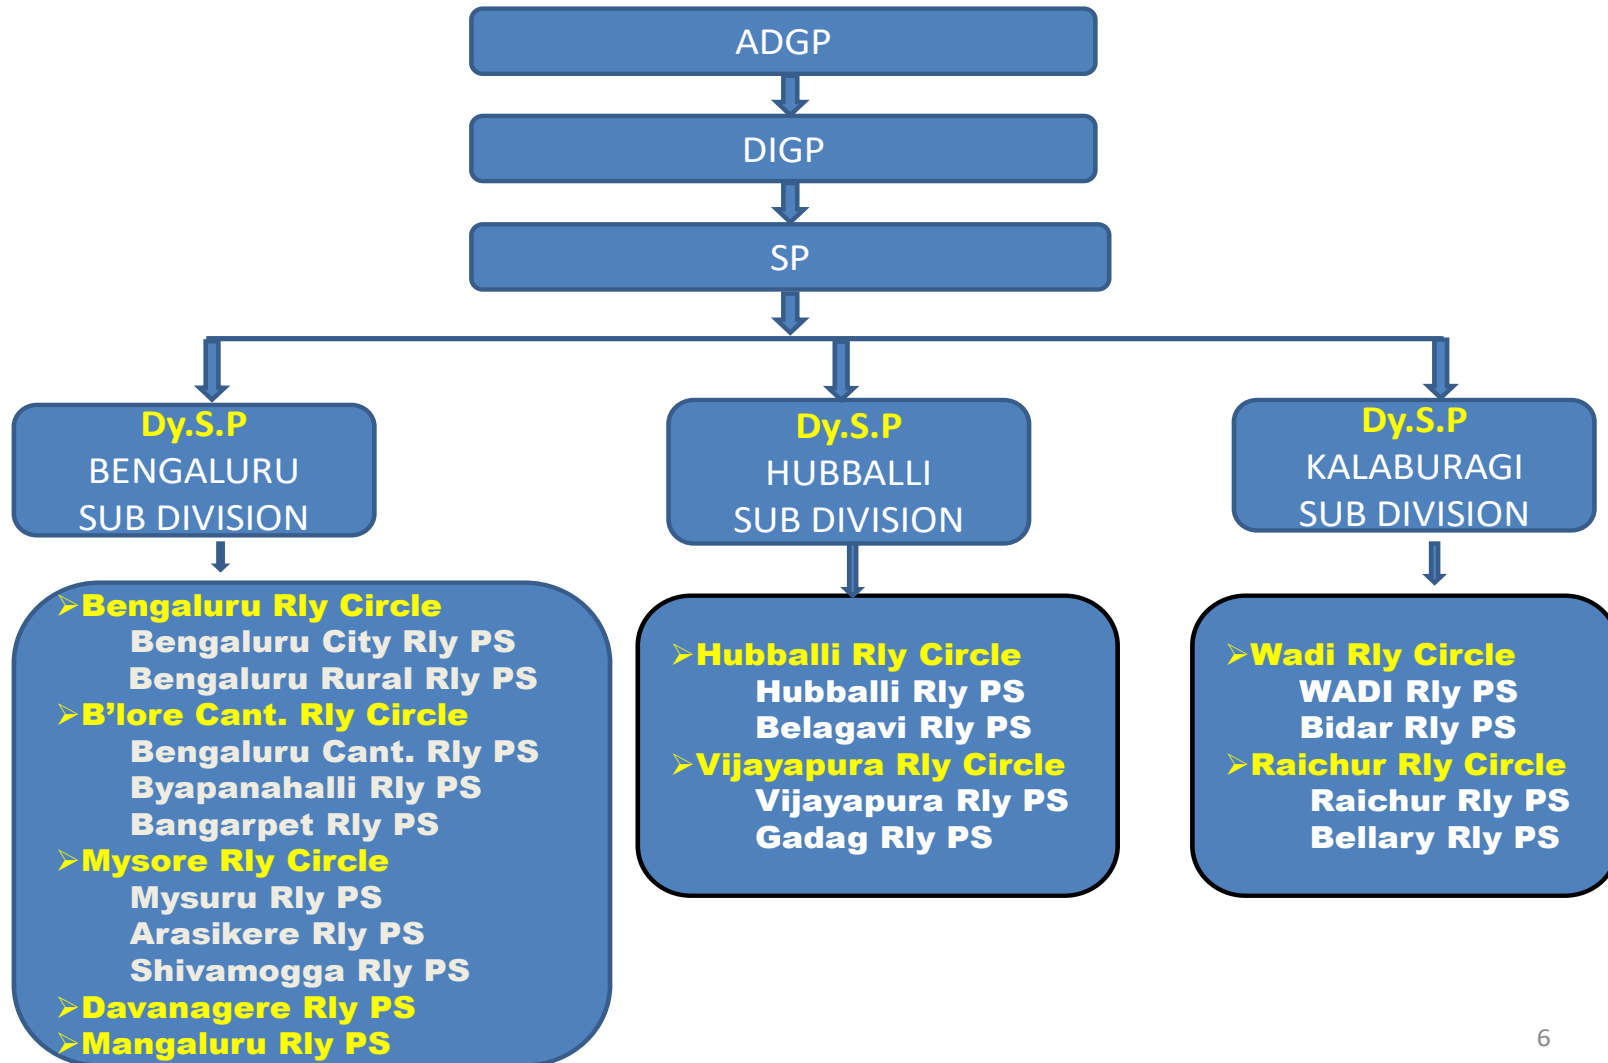 ADGP
DIGP
SP
Dy.S.P
BENGALURU
SUB DIVISION
Dy.S.P
HUBBALLI
SUB DIVISION
Dy.S.P
KALABURAGI
SUB DIVISION
➢Bengaluru Rly Circle
Bengaluru City Rly PS
Bengaluru Rural Rly PS
➢B’lore Cant. Rly Circle
Bengaluru Cant. Rly PS
Byapanahalli Rly PS
Bangarpet Rly PS
➢Mysore Rly Circle
Mysuru Rly PS
Arasikere Rly PS
Shivamogga Rly PS
➢Davanagere Rly PS
➢Mangaluru Rly PS
➢Hubballi Rly Circle
Hubballi Rly PS
Belagavi Rly PS
➢Vijayapura Rly Circle
Vijayapura Rly PS
Gadag Rly PS
➢Wadi Rly Circle
WADI Rly PS
Bidar Rly PS
➢Raichur Rly Circle
Raichur Rly PS
Bellary Rly PS
6